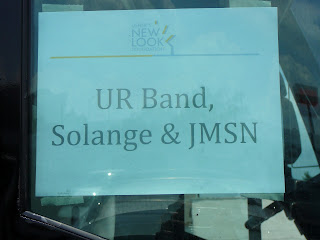 NEW
LOOK
UR Band,
Solange & JMSN